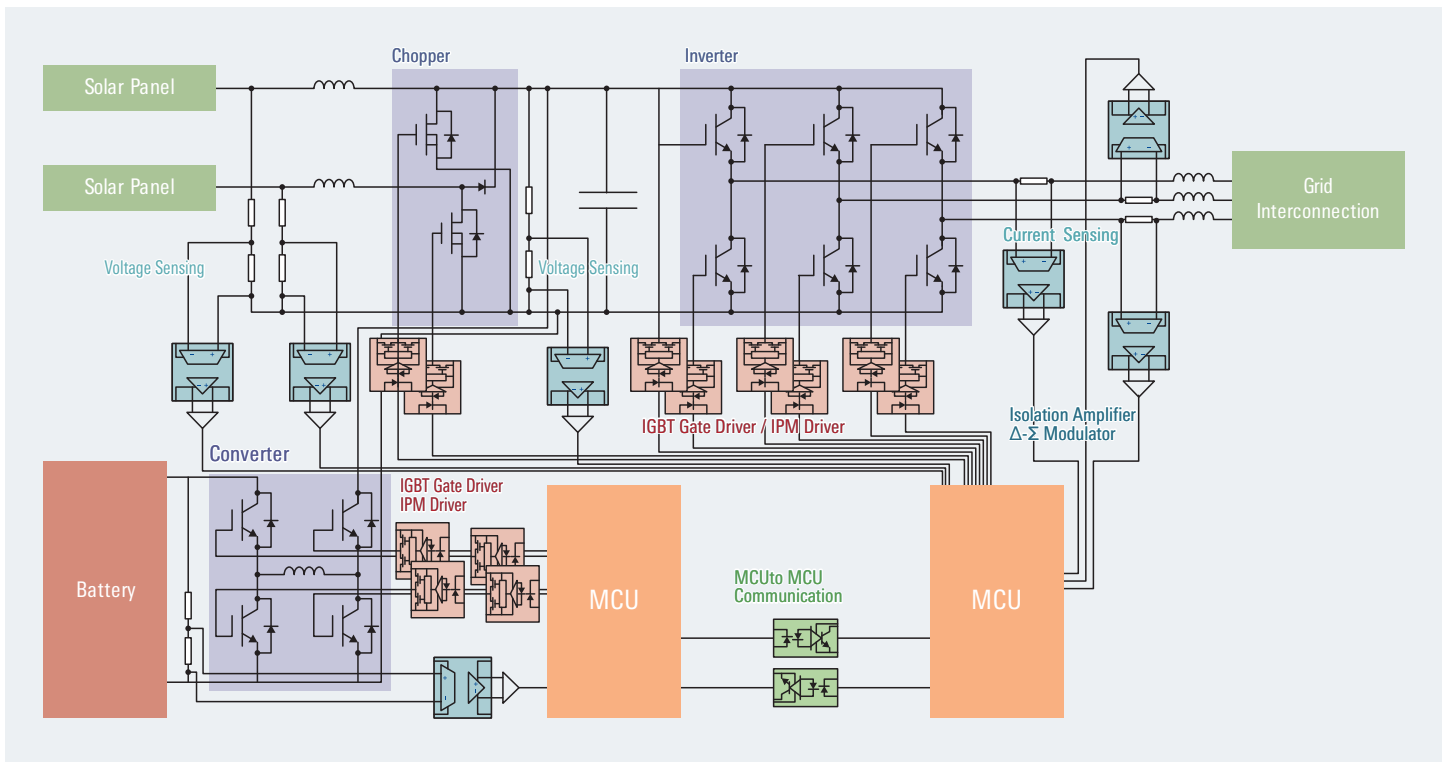 Chopper
Inverter
Solar Panel
Solar Panel
Grid
Interconnection
Current Sensing
Voltage Sensing
Voltage Sensing
Isolation Amplifier
Δ-Σ Modulator
IGBT Gate Driver / IPM Driver
Converter
IGBT Gate Driver
IPM Driver
Battery
MCU
MCUto MCU
Communication
MCU